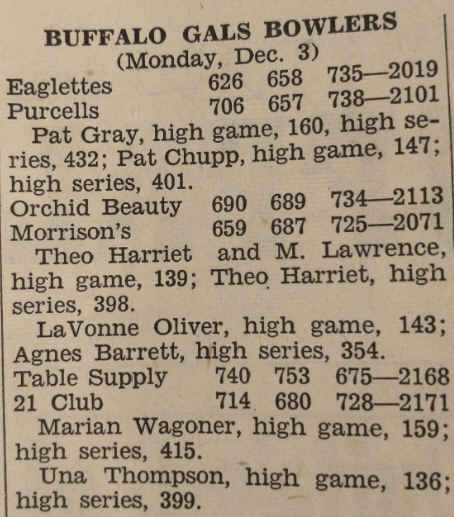 BUFFALO GALS BOWLERS
(Monday, Dec. 3)
Eaglettes 626 658 735—2019
Purcells 706 657 738—2101
Pat Gray, high game, 160, high se-
ries, 432; Pat Chupp, high game, 147;
high series, 401.
Orchid Beauty 690 689 734—2113
Morrison's 659 687 725—2071
Theo Harriet and M. Lawrence,
high game, 139; Theo Harriet, high
series, 398.
LaVonne Oliver, high game, 143;
Agnes Barrett, high series, 354.
Table Supply 740 753 675—2168
21 Club 714 680 728—2171
Marian Wagoner, high game, 159;
high series, 415.
Una Thompson, high game, 136;
high series, 399.